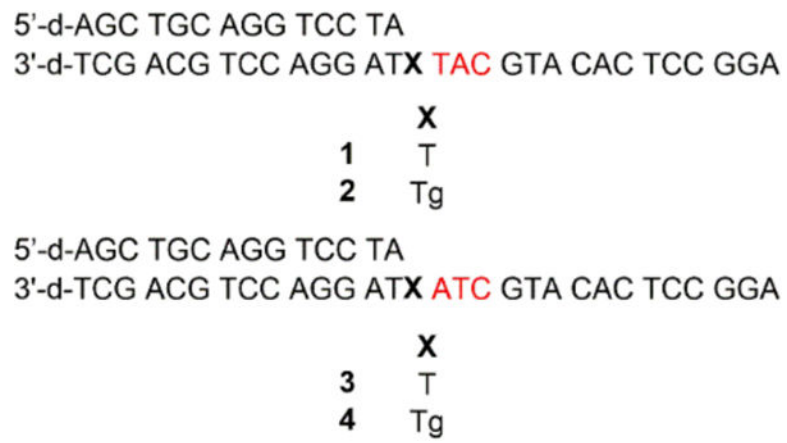 5'-d-AGC TGC AGG TCC TA
3'-d-TCG ACG TCC AGG ATX TAC GTA CAC TCC GGA
X
1 T
2 Tg
5'-d-AGC TGC AGG TCC TA
3'-d-TCG ACG TCC AGG ATX ATC GTA CAC TCC GGA
X
3 T
4 Tg